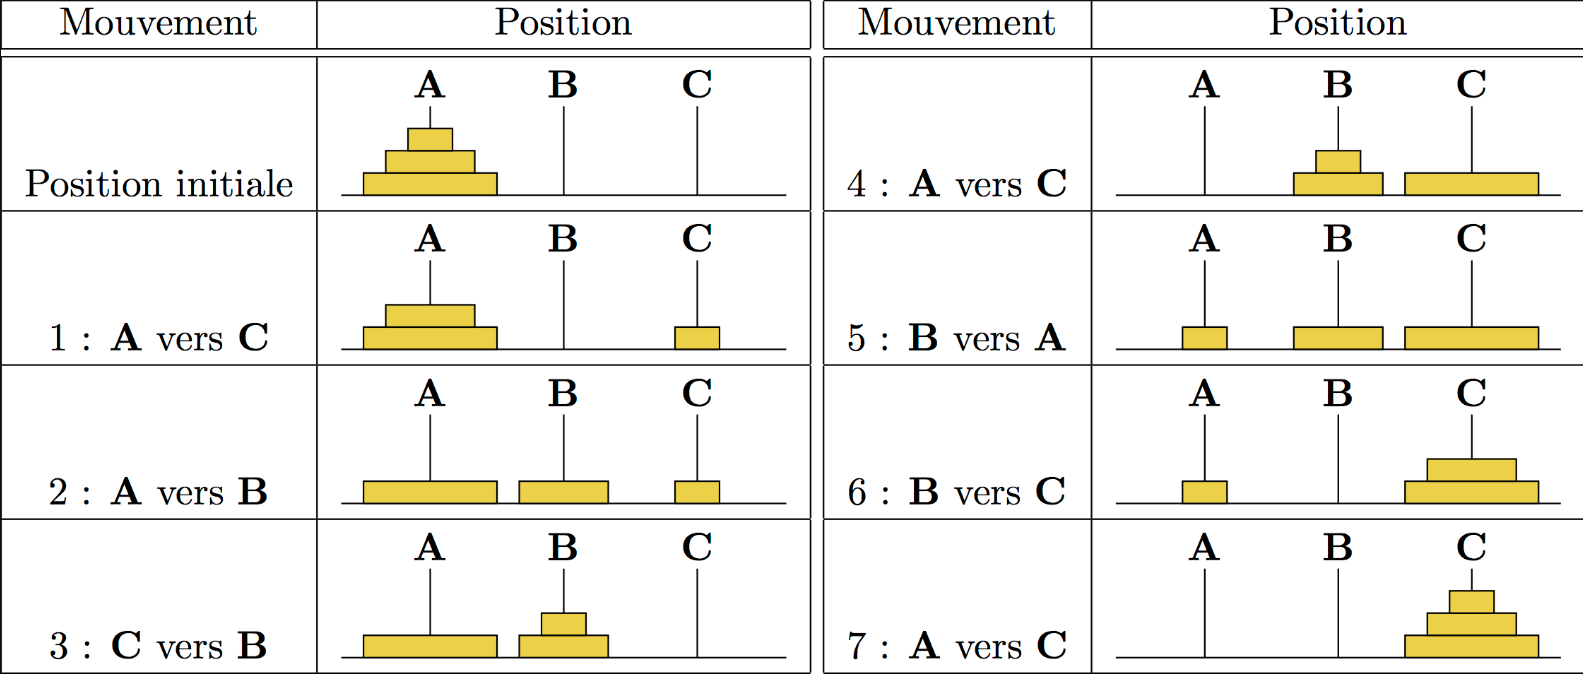 Mouvement Position
A B C
Position initiale
A B C
1 : A vers C
A B C
2 : A vers B
A B C
3 : C vers B
Mouvement Position
A B C
4 : A vers C
A B C
5 : B vers A
A B C
6 : B vers C
A B C
7 : A vers C